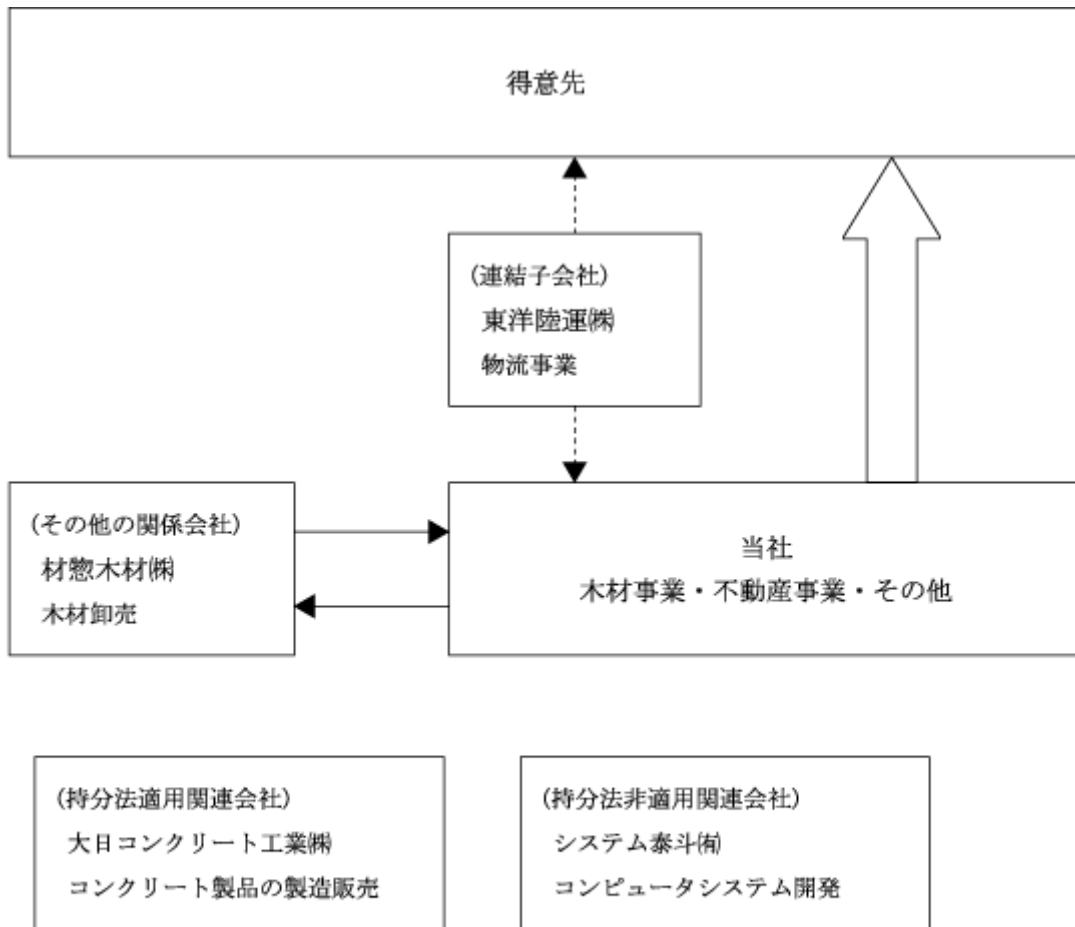 得意先
(連結子会社)
東洋陸運㈱
物流事業
(その他の関係会社)
材惣木材㈱
木材卸売
当社
木材事業・不動産事業・その他
(持分法適用関連会社)
大日コンクリート工業㈱
コンクリート製品の製造販売
(持分法非適用関連会社)
システム泰斗㈲
コンピュータシステム開発